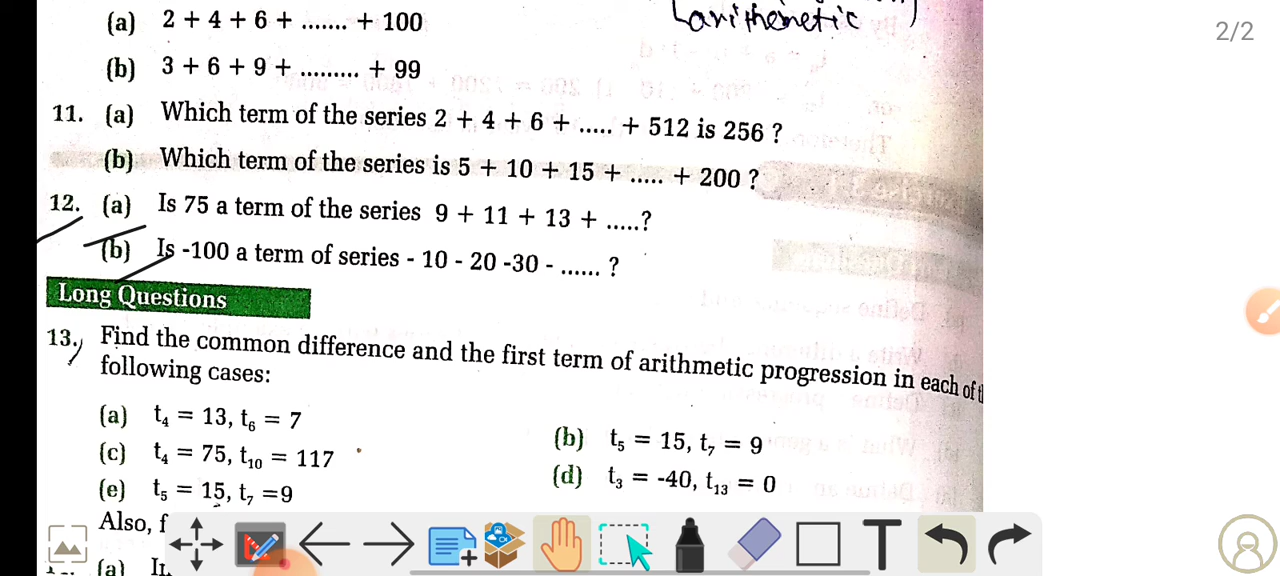 (a) 2 + 4 + 6 + ....... + 100
(arithemetic )
2/2
(b) 3 + 6 + 9 + ......... + 99
11. (a) Which term of the series 2 + 4 + 6 + ..... + 512 is 256 ?
(b) Which term of the series is 5 + 10 + 15 + ..... + 200 ?
12. (a) Is 75 a term of the series 9 + 11 + 13 + .....?
(b) Is -100 a term of series - 10 - 20 -30 - ...... ?
Long Questions
13. Find the common difference and the first term of arithmetic progression in each of
following cases:
(a) t₄ = 13, t₆ = 7
(b) t₅ = 15, t₇ = 9
(c) t₄ = 75, t₁₀ = 117
(d) t₃ = -40, t₁₃ = 0
(e) t₅ = 15, t₇ =9
Also, f
(a)